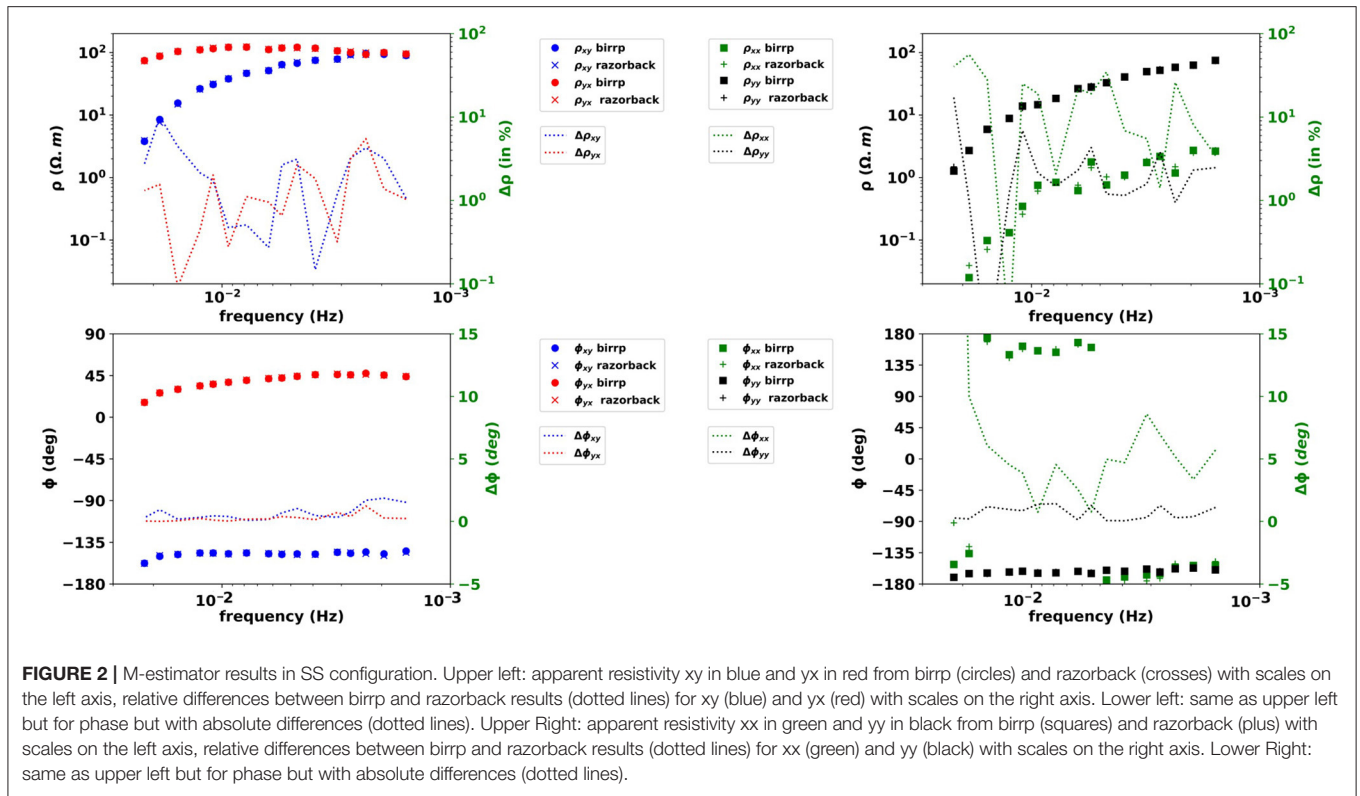 10²
10¹
10⁰
10⁻¹
ρ (Ω. m)
10²
10¹
10⁰
10⁻¹
Δρ (in %)
10⁻²
10⁻³
frequency (Hz)
ρxy birrp
ρxy razorback
ρyx birrp
ρyx razorback
Δρxy
Δρyx
ρxx birrp
ρxx razorback
ρyy birrp
ρyy razorback
Δρxx
Δρyy
10²
10¹
10⁰
10⁻¹
ρ (Ω. m)
10²
10¹
10⁰
10⁻¹
Δρ (in %)
10⁻²
10⁻³
frequency (Hz)
90
45
0
−45
−90
−135
−180
ϕ (deg)
15
10
5
0
−5
Δϕ (deg)
10⁻²
10⁻³
frequency (Hz)
ϕxy birrp
ϕxy razorback
ϕyx birrp
ϕyx razorback
Δϕxy
Δϕyx
ϕxx birrp
ϕxx razorback
ϕyy birrp
ϕyy razorback
Δϕxx
Δϕyy
180
135
90
45
0
−45
−90
−135
−180
ϕ (deg)
15
10
5
0
−5
Δϕ (deg)
10⁻²
10⁻³
frequency (Hz)
FIGURE 2 | M-estimator results in SS configuration. Upper left: apparent resistivity xy in blue and yx in red from birrp (circles) and razorback (crosses) with scales on
the left axis, relative differences between birrp and razorback results (dotted lines) for xy (blue) and yx (red) with scales on the right axis. Lower left: same as upper left
but for phase but with absolute differences (dotted lines). Upper Right: apparent resistivity xx in green and yy in black from birrp (squares) and razorback (plus) with
scales on the left axis, relative differences between birrp and razorback results (dotted lines) for xx (green) and yy (black) with scales on the right axis. Lower Right:
same as upper left but for phase but with absolute differences (dotted lines).